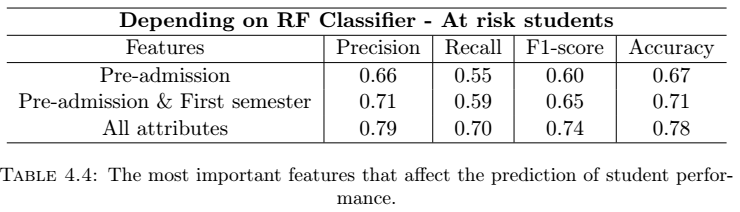 Depending on RF Classifier - At risk students
Features Precision Recall F1-score Accuracy
Pre-admission 0.66 0.55 0.60 0.67
Pre-admission & First semester 0.71 0.59 0.65 0.71
All attributes 0.79 0.70 0.74 0.78
TABLE 4.4: The most important features that affect the prediction of student perfor-
mance.